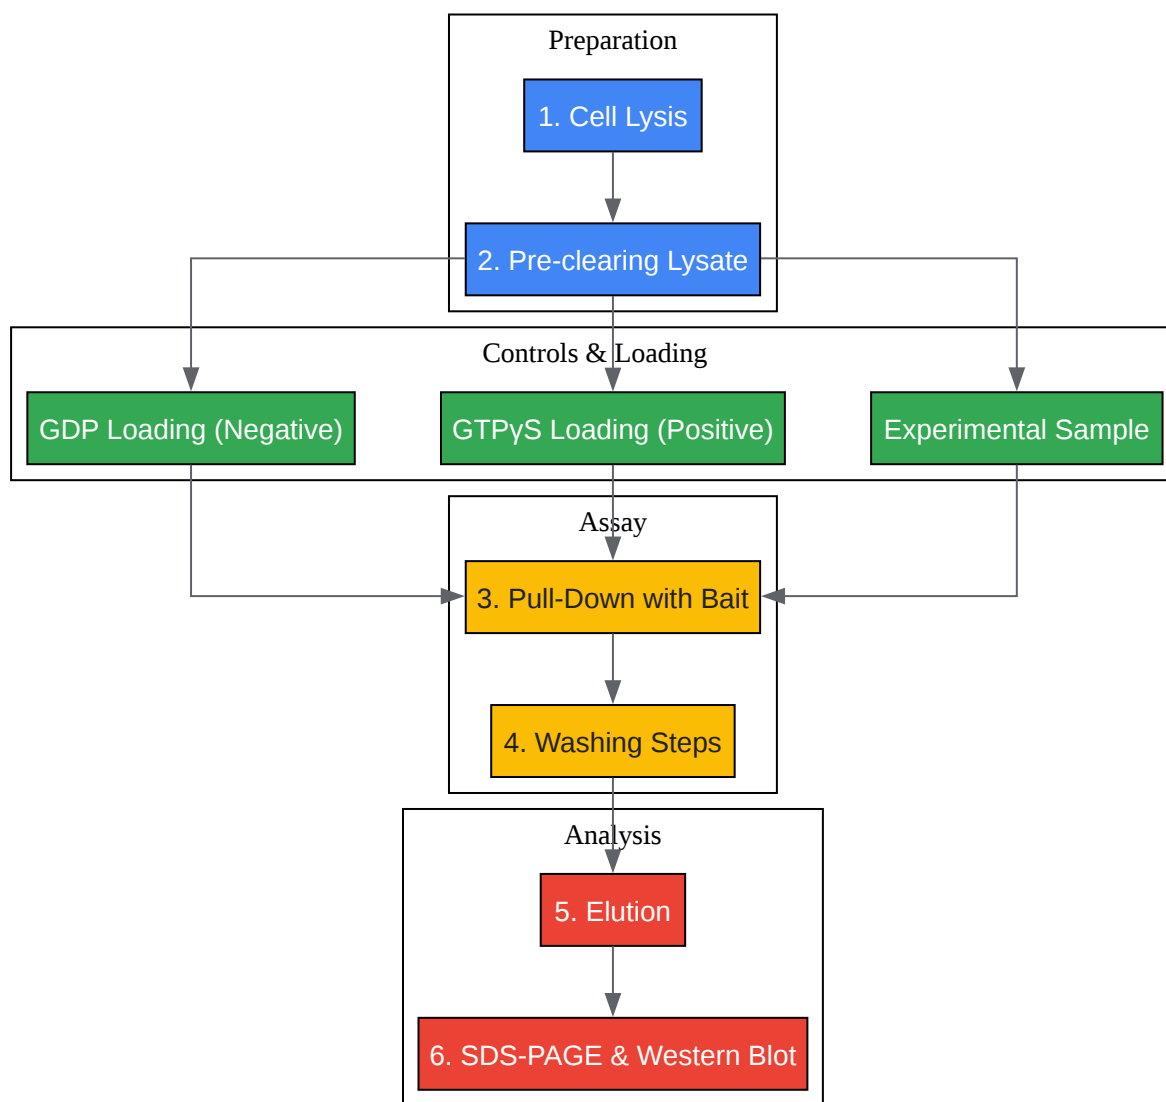 Preparation
1. Cell Lysis
2. Pre-clearing Lysate
Controls & Loading
GDP Loading (Negative)
GTPγS Loading (Positive)
Experimental Sample
Assay
3. Pull-Down with Bait
4. Washing Steps
Analysis
5. Elution
6. SDS-PAGE & Western Blot